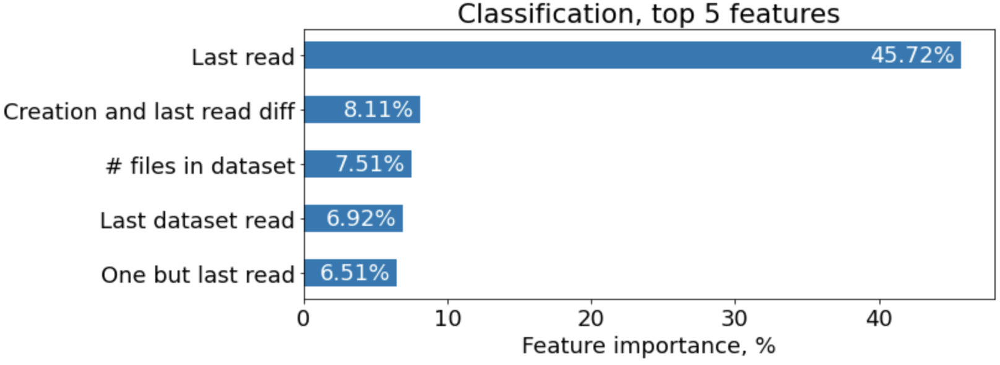 Classification, top 5 features
Last read
45.72%
Creation and last read diff
8.11%
# files in dataset
7.51%
Last dataset read
6.92%
One but last read
6.51%
0 10 20 30 40
Feature importance, %